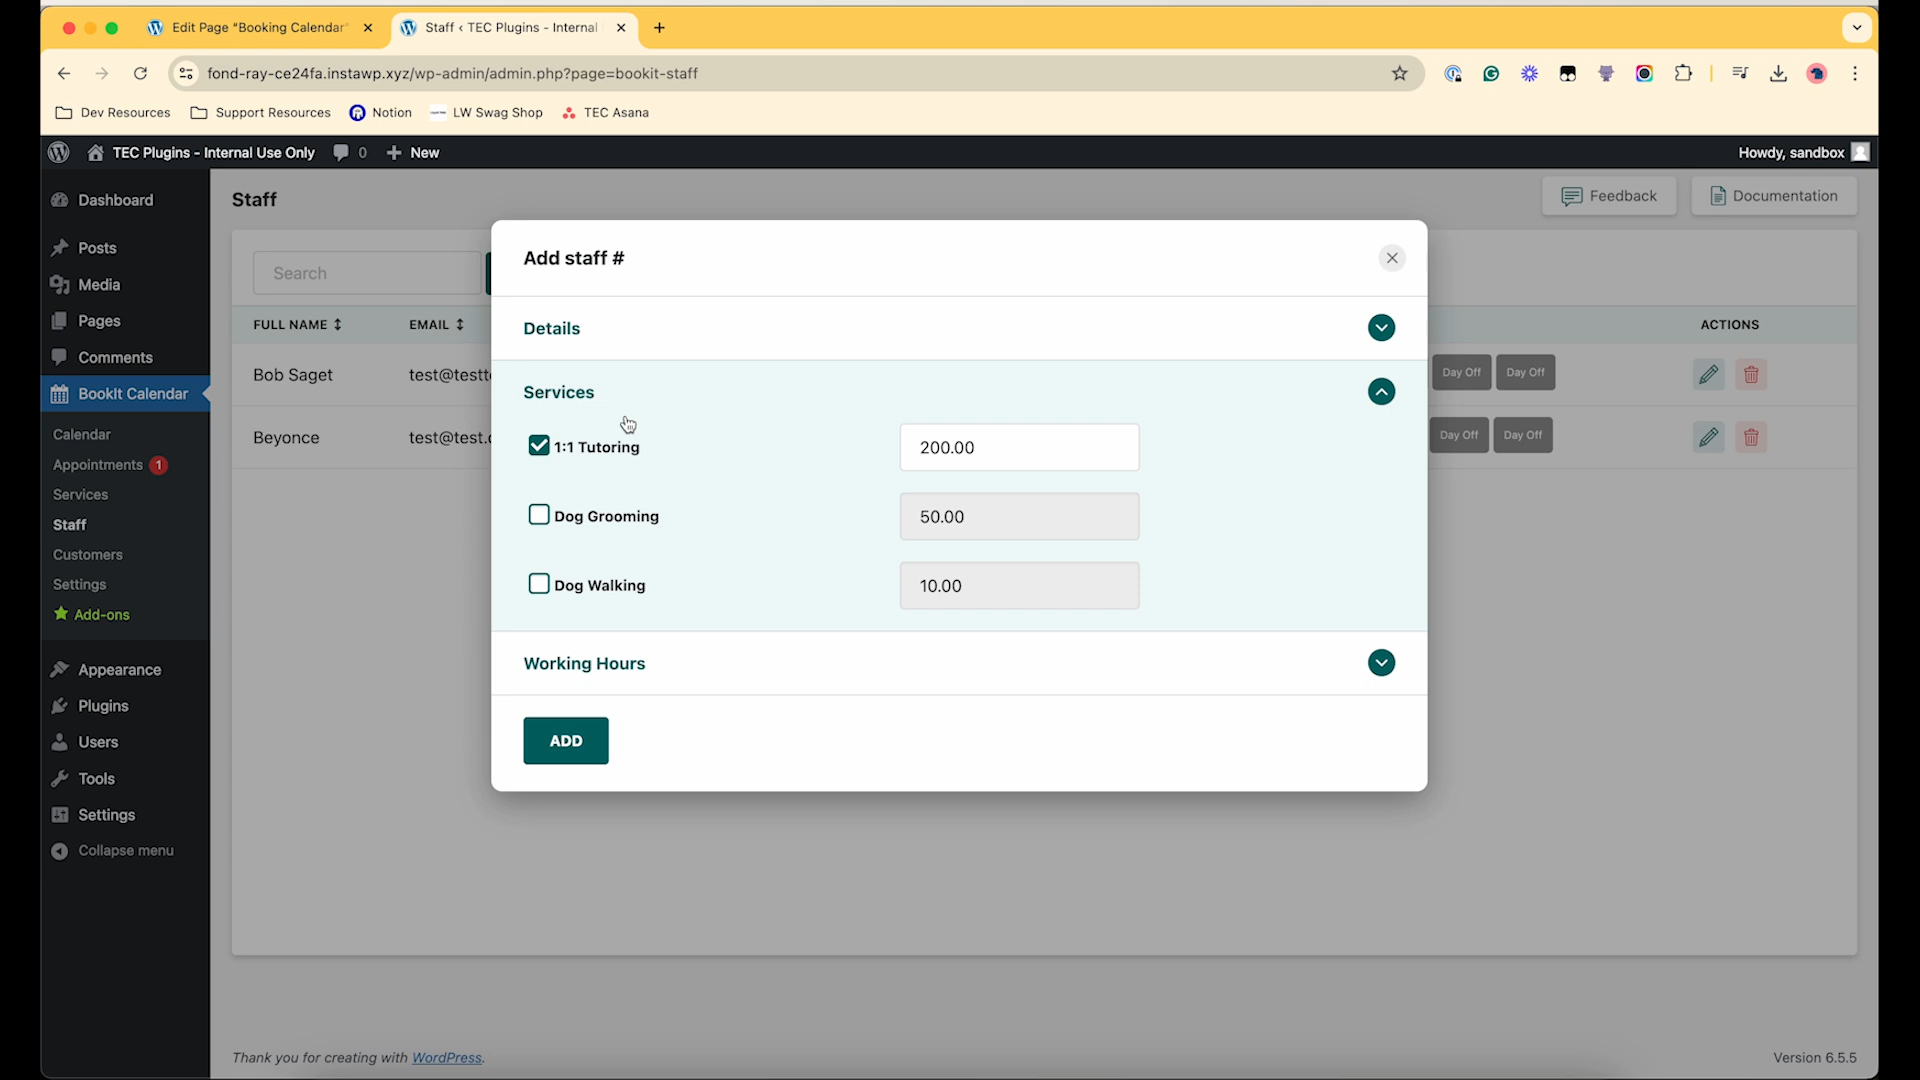 Edit Page “Booking Calendar”
Staff ‹ TEC Plugins - Internal
fond-ray-ce24fa.instawp.xyz/wp-admin/admin.php?page=bookit-staff
Dev Resources
Support Resources
Notion
LW Swag Shop
TEC Asana
TEC Plugins - Internal Use Only
0
New
Howdy, sandbox
Dashboard
Posts
Media
Pages
Comments
BookIt Calendar
Calendar
Appointments 1
Services
Staff
Customers
Settings
Add-ons
Appearance
Plugins
Users
Tools
Settings
Collapse menu
Staff
Feedback
Documentation
Search
FULL NAME
EMAIL
ACTIONS
Bob Saget
Day Off
Day Off
Beyonce
Day Off
Day Off
Add staff #
Details
Services
1:1 Tutoring
200.00
Dog Grooming
50.00
Dog Walking
10.00
Working Hours
ADD
Thank you for creating with WordPress.
Version 6.5.5